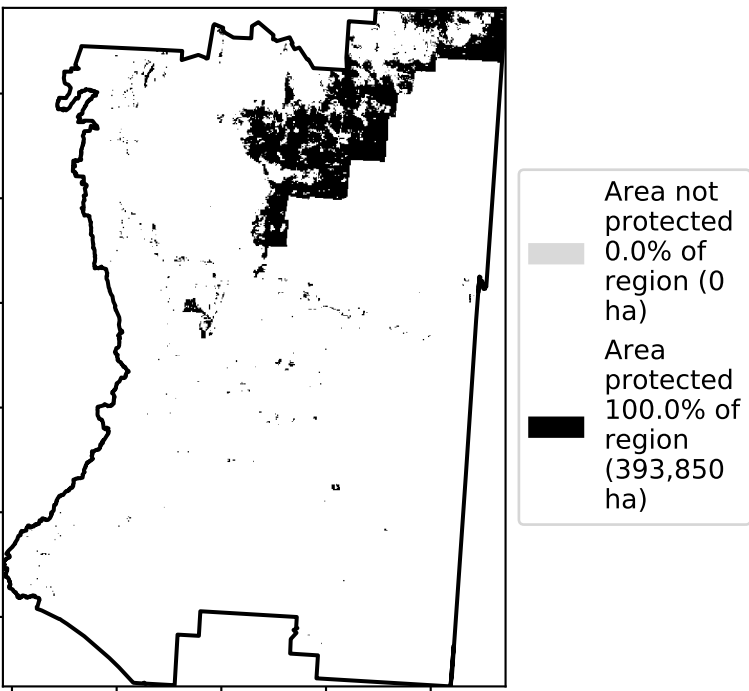 Area not
protected
0.0% of
region (0
ha)
Area
protected
100.0% of
region
(393,850
ha)